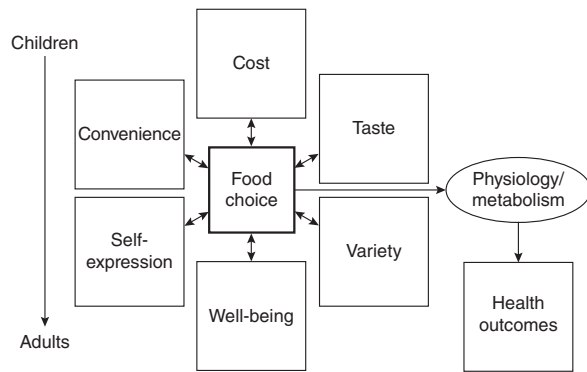 Children
Cost
Convenience
Taste
Food
choice
Physiology/
metabolism
Self-
expression
Variety
Well-being
Health
outcomes
Adults